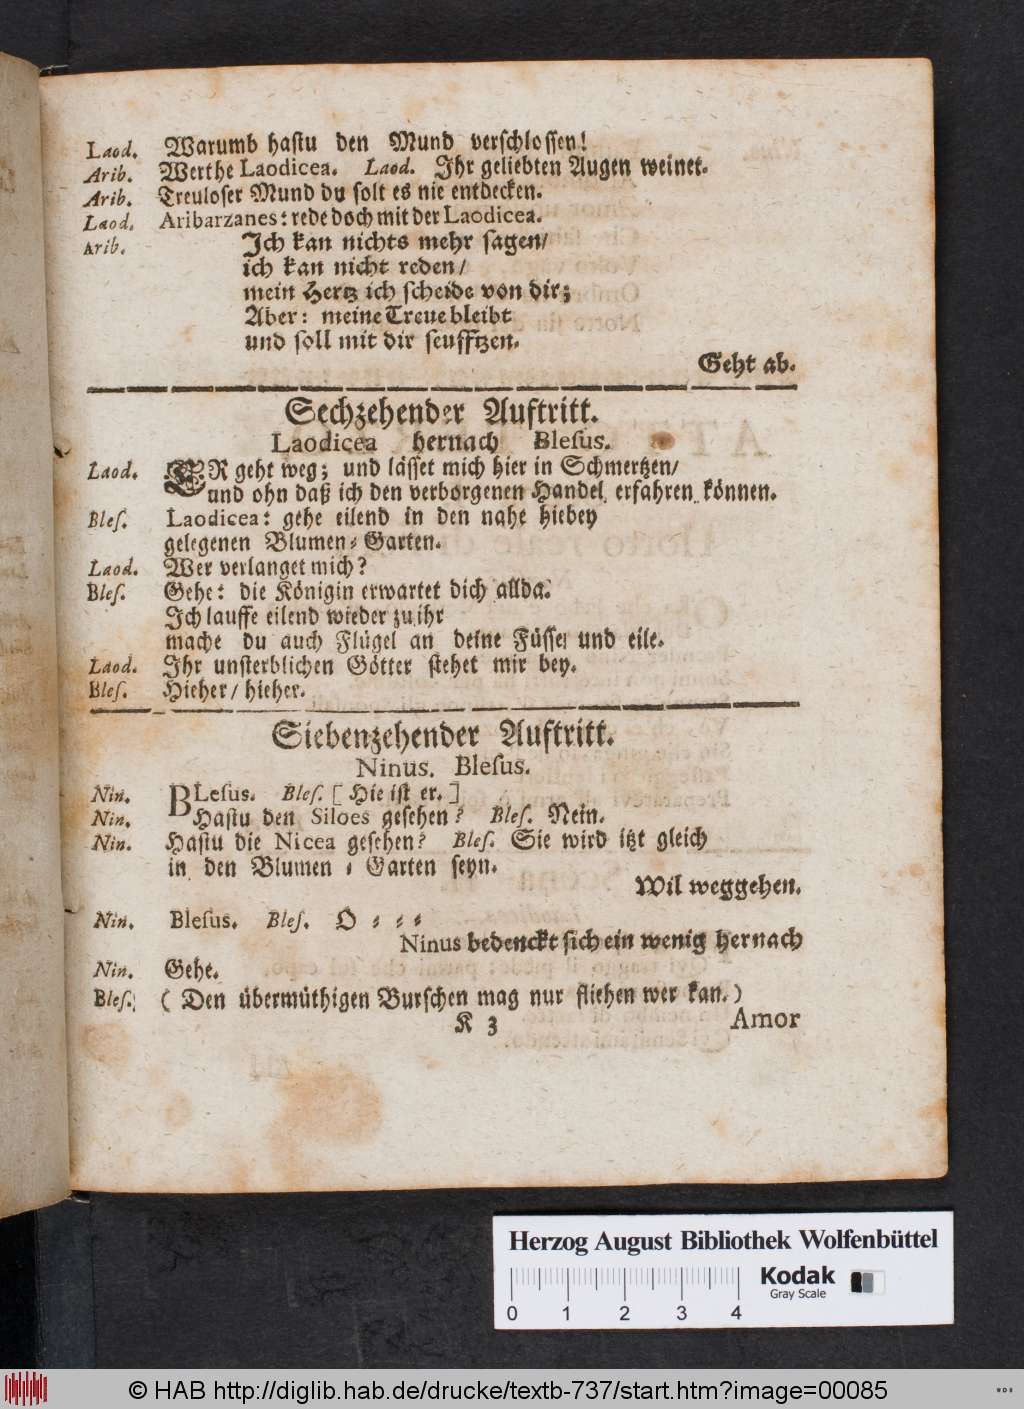 Laod. Warumb hastu den Mund verschlossen!
Arib. Werthe Laodicea. Laod. Ihr geliebten Augen weinet.
Arib. Treuloser Mund du solt es nie entdecken.
Laod. Aribarzanes: rede doch mit der Laodicea.
Arib. Ich kan nichts mehr sagen/
ich kan nicht reden/
mein Hertz ich scheide von dir;
Aber: meine Treue bleibt
und soll mit dir seufftzen.
Geht ab.
Sechzehender Auftritt.
Laodicea hernach Blesus.
Laod. ER geht weg; und lässet mich hier in Schmertzen/
und ohn daß ich den verborgenen Handel erfahren können.
Bles. Laodicea: gehe eilend in den nahe hiebey
gelegenen Blumen-Garten.
Laod. Wer verlanget mich?
Bles. Gehe: die Königin erwartet dich allda.
Ich lauffe eilend wieder zu ihr
mache du auch Flügel an deine Füsse und eile.
Laod. Ihr unsterblichen Götter stehet mir bey.
Bles. Hieher/ hieher.
Siebenzehender Auftritt.
Ninus. Blesus.
Nin. BLesus. Bles. [ Hie ist er. ]
Nin. Hastu den Siloes gesehen? Bles. Nein.
Nin. Hastu die Nicea gesehen? Bles. Sie wird itzt gleich
in den Blumen - Garten seyn.
Wil weggehen.
Nin. Blesus. Bles. O - - -
Ninus bedenckt sich ein wenig hernach
Nin. Gehe.
Bles. ( Den übermüthigen Burschen mag nur fliehen wer kan. )
K 3 Amor
Herzog August Bibliothek Wolfenbüttel
Kodak
Gray Scale
0 1 2 3 4
© HAB http://diglib.hab.de/drucke/textb-737/start.htm?image=00085